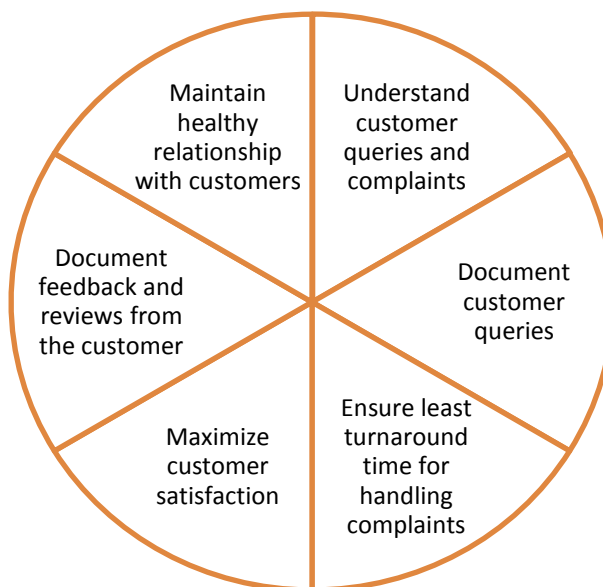 Maintain
healthy
relationship
with customers
Understand
customer
queries and
complaints
Document
customer
queries
Ensure least
turnaround
time for
handling
complaints
Maximize
customer
satisfaction
Document
feedback and
reviews from
the customer